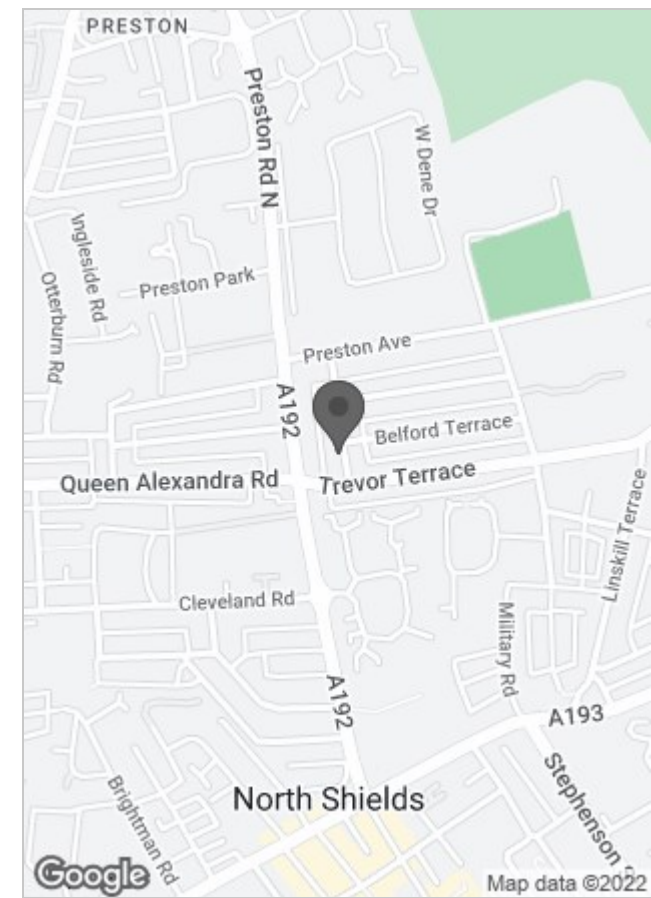 PRESTON
Preston Rd N
W Dene Dr
Ingleside Rd
Otterburn Rd
Preston Park
Preston Ave
A192
Belford Terrace
Queen Alexandra Rd
Trevor Terrace
Linskill Terrace
Cleveland Rd
Military Rd
A192
A193
North Shields
Stephenson S
Brightman Rd
Google
Map data ©2022